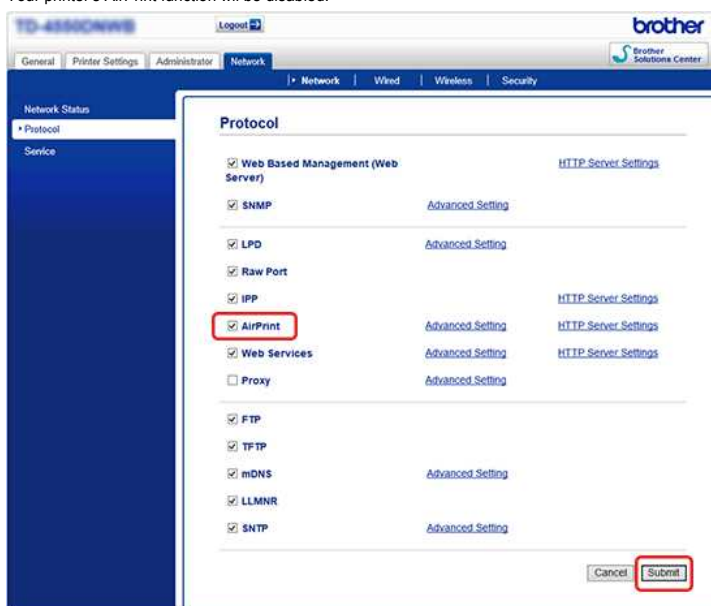 Your printer's AirPrint function will be disabled.
Logout
brother
General Printer Settings Administrator Network
Brother Solutions Center
Network | Wired | Wireless | Security
Network Status
Protocol
Service
Protocol
Web Based Management (Web Server) HTTP Server Settings
SNMP Advanced Setting
LPD Advanced Setting
Raw Port
IPP HTTP Server Settings
AirPrint Advanced Setting HTTP Server Settings
Web Services Advanced Setting HTTP Server Settings
Proxy Advanced Setting
FTP
TFTP
mDNS Advanced Setting
LLMNR
SNTP Advanced Setting
Cancel Submit